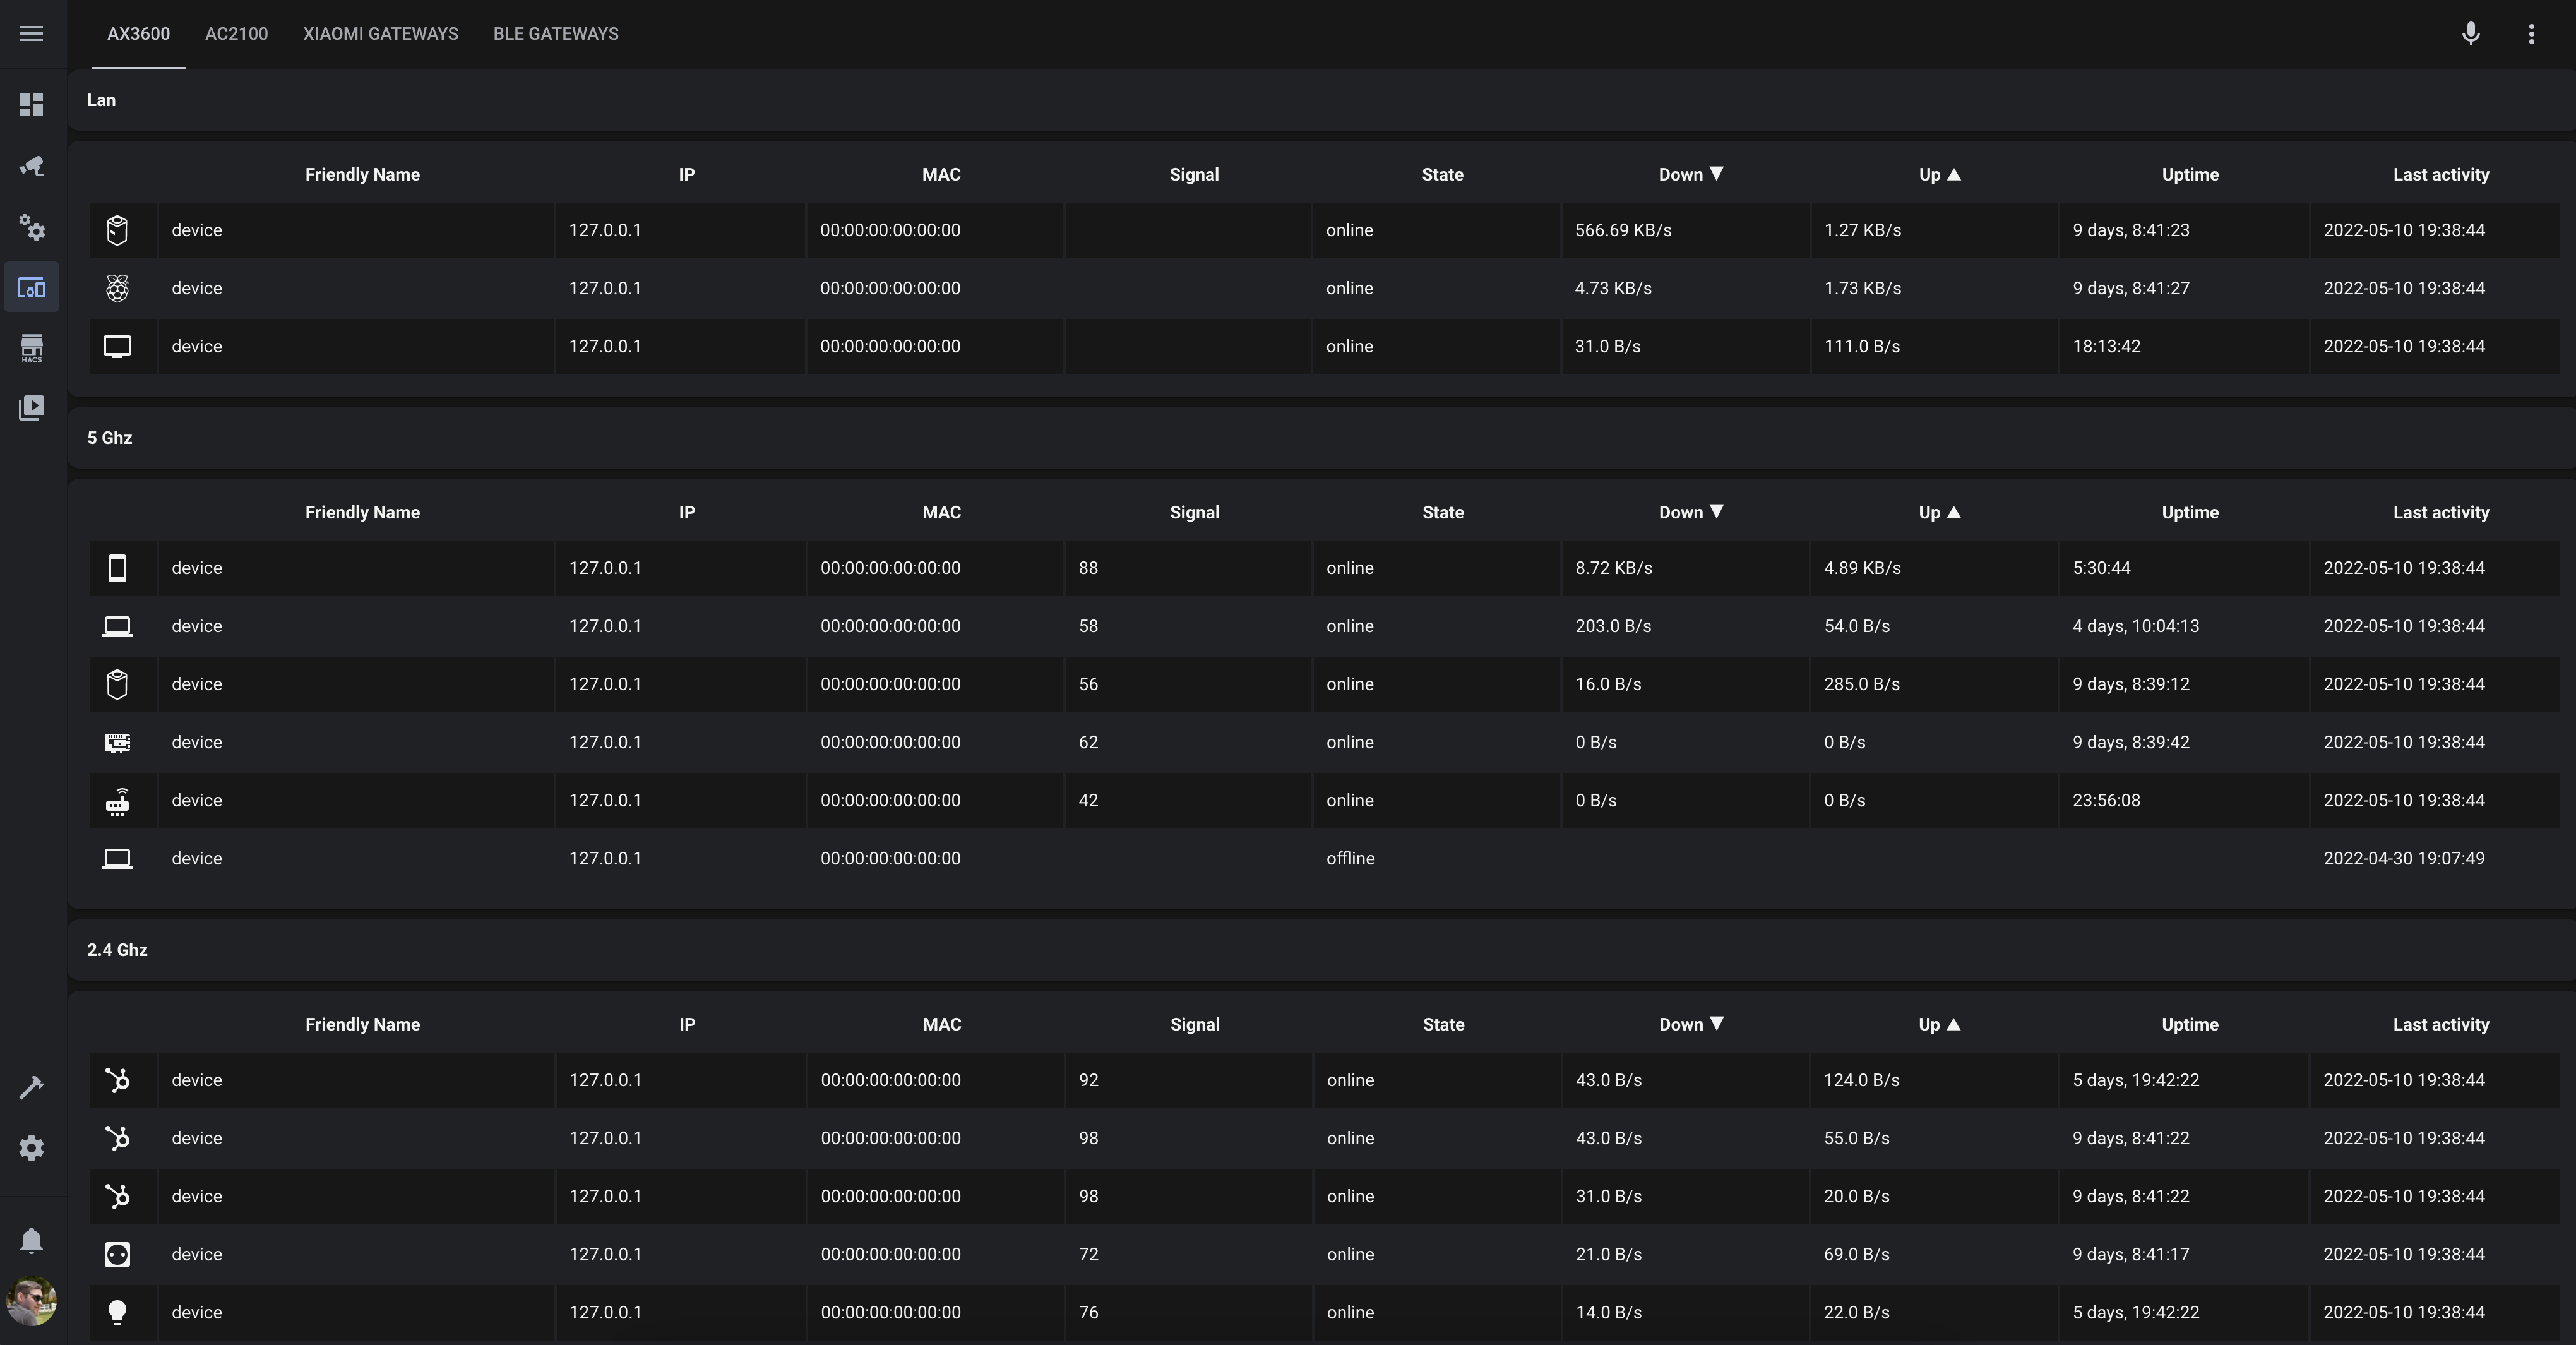 AX3600 AC2100 XIAOMI GATEWAYS BLE GATEWAYS
Lan
Friendly Name IP MAC Signal State Down ▼ Up ▲ Uptime Last activity
device 127.0.0.1 00:00:00:00:00:00 online 566.69 KB/s 1.27 KB/s 9 days, 8:41:23 2022-05-10 19:38:44
device 127.0.0.1 00:00:00:00:00:00 online 4.73 KB/s 1.73 KB/s 9 days, 8:41:27 2022-05-10 19:38:44
HACS
device 127.0.0.1 00:00:00:00:00:00 online 31.0 B/s 111.0 B/s 18:13:42 2022-05-10 19:38:44
5 Ghz
Friendly Name IP MAC Signal State Down ▼ Up ▲ Uptime Last activity
device 127.0.0.1 00:00:00:00:00:00 88 online 8.72 KB/s 4.89 KB/s 5:30:44 2022-05-10 19:38:44
device 127.0.0.1 00:00:00:00:00:00 58 online 203.0 B/s 54.0 B/s 4 days, 10:04:13 2022-05-10 19:38:44
device 127.0.0.1 00:00:00:00:00:00 56 online 16.0 B/s 285.0 B/s 9 days, 8:39:12 2022-05-10 19:38:44
device 127.0.0.1 00:00:00:00:00:00 62 online 0 B/s 0 B/s 9 days, 8:39:42 2022-05-10 19:38:44
device 127.0.0.1 00:00:00:00:00:00 42 online 0 B/s 0 B/s 23:56:08 2022-05-10 19:38:44
device 127.0.0.1 00:00:00:00:00:00 offline 2022-04-30 19:07:49
2.4 Ghz
Friendly Name IP MAC Signal State Down ▼ Up ▲ Uptime Last activity
device 127.0.0.1 00:00:00:00:00:00 92 online 43.0 B/s 124.0 B/s 5 days, 19:42:22 2022-05-10 19:38:44
device 127.0.0.1 00:00:00:00:00:00 98 online 43.0 B/s 55.0 B/s 9 days, 8:41:22 2022-05-10 19:38:44
device 127.0.0.1 00:00:00:00:00:00 98 online 31.0 B/s 20.0 B/s 9 days, 8:41:22 2022-05-10 19:38:44
device 127.0.0.1 00:00:00:00:00:00 72 online 21.0 B/s 69.0 B/s 9 days, 8:41:17 2022-05-10 19:38:44
device 127.0.0.1 00:00:00:00:00:00 76 online 14.0 B/s 22.0 B/s 5 days, 19:42:22 2022-05-10 19:38:44